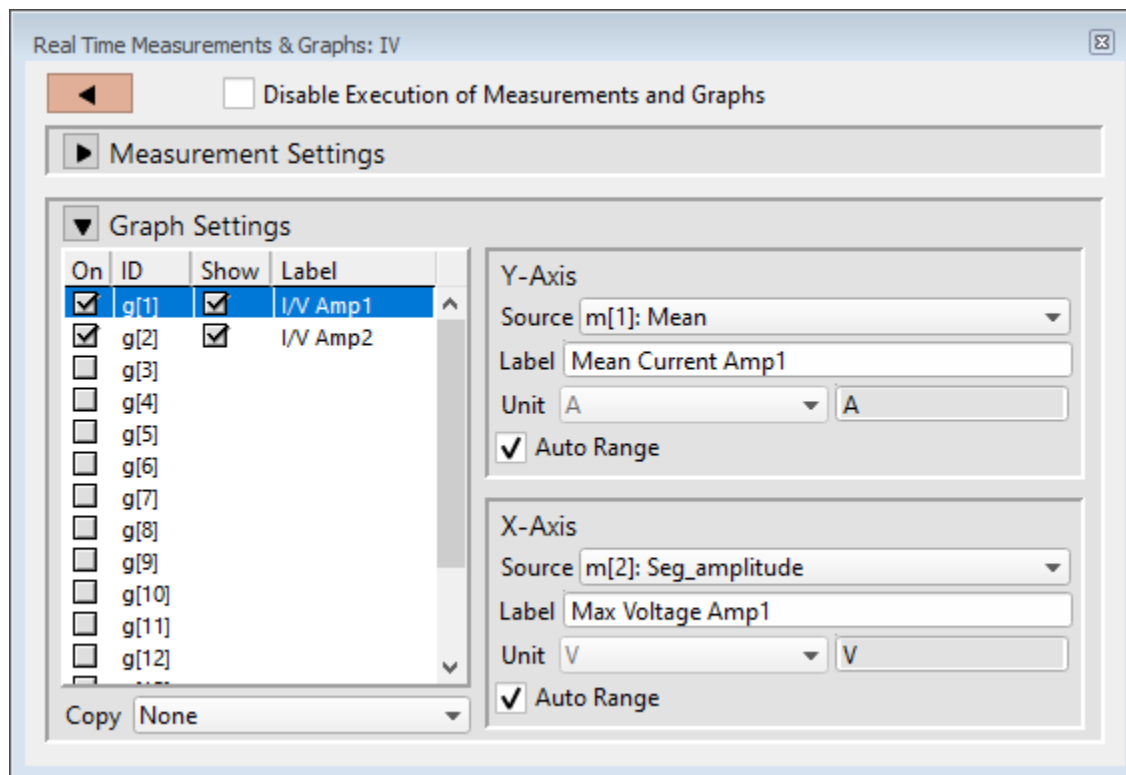 Real Time Measurements & Graphs: IV
Disable Execution of Measurements and Graphs
Measurement Settings
Graph Settings
On ID Show Label
g[1] I/V Amp1
g[2] I/V Amp2
g[3]
g[4]
g[5]
g[6]
g[7]
g[8]
g[9]
g[10]
g[11]
g[12]
Copy None
Y-Axis
Source m[1]: Mean
Label Mean Current Amp1
Unit A A
Auto Range
X-Axis
Source m[2]: Seg_amplitude
Label Max Voltage Amp1
Unit V V
Auto Range